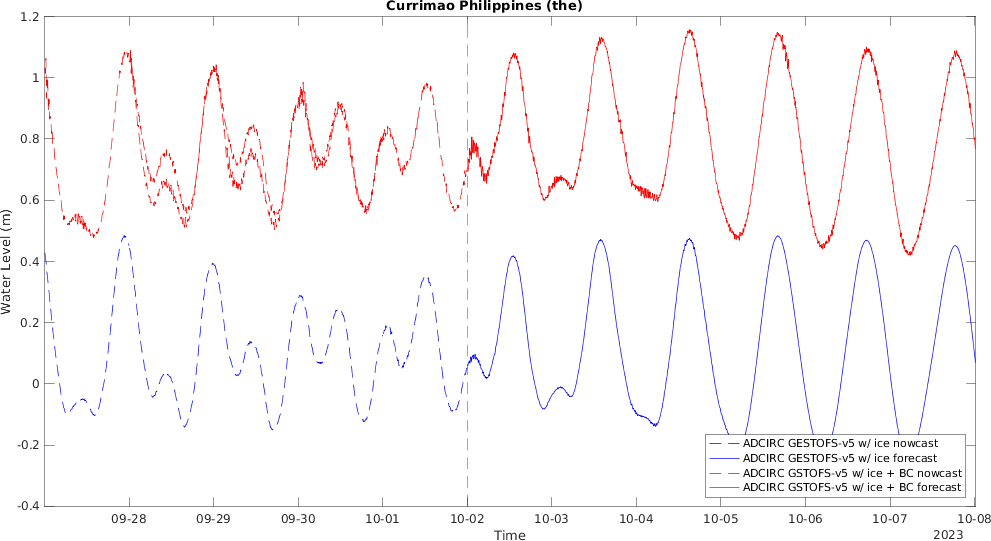 Currimao Philippines (the)
1.2
1
0.8
0.6
0.4
0.2
0
-0.2
-0.4
Water Level (m)
ADCIRC GESTOFS-v5 w/ ice nowcast
ADCIRC GESTOFS-v5 w/ ice forecast
ADCIRC GSTOFS-v5 w/ ice + BC nowcast
ADCIRC GSTOFS-v5 w/ ice + BC forecast
09-28 09-29 09-30 10-01 10-02 10-03 10-04 10-05 10-06 10-07 10-08
Time
2023